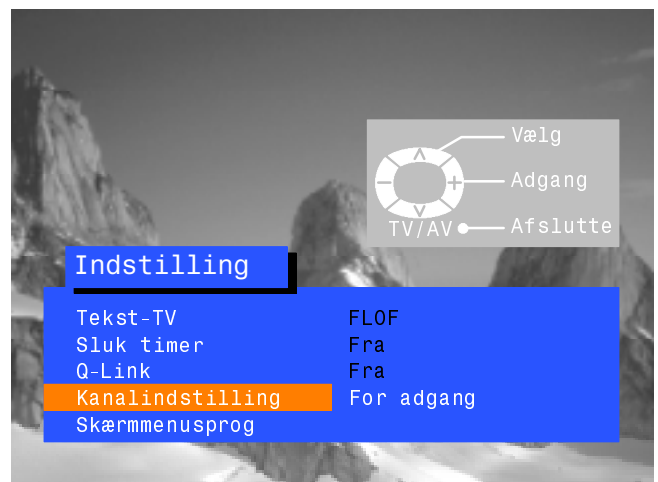 Vælg
Adgang
TV/AV Afslutte
Indstilling
Tekst-TV FLOF
Sluk timer Fra
Q-Link Fra
Kanalindstilling For adgang
Skærmmenusprog